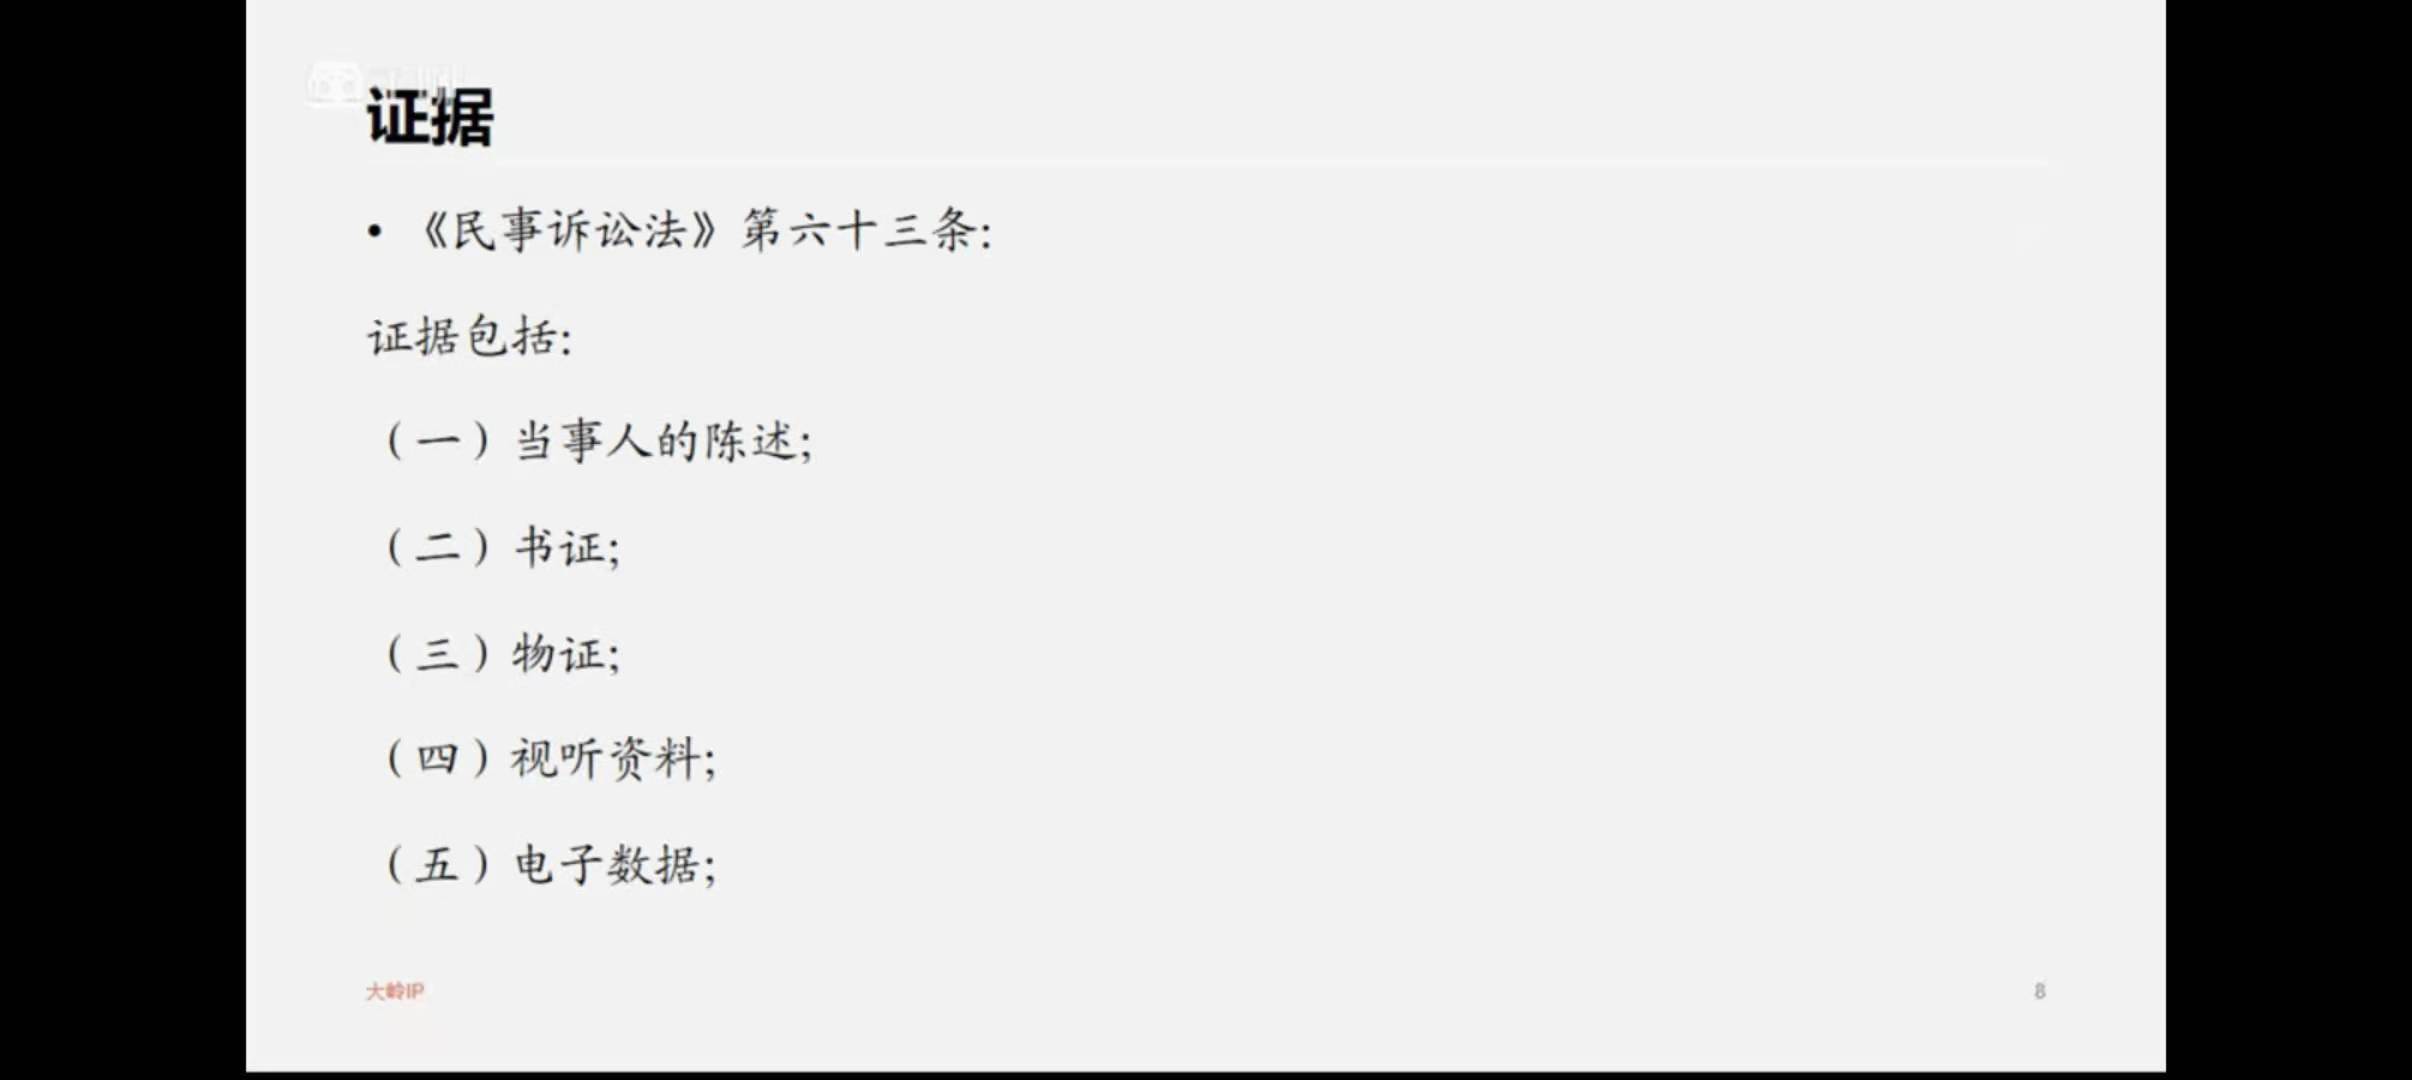 证据
• 《民事诉讼法》第六十三条:
证据包括:
（一）当事人的陈述;
（二）书证;
（三）物证;
（四）视听资料;
（五）电子数据;
大岭IP
8